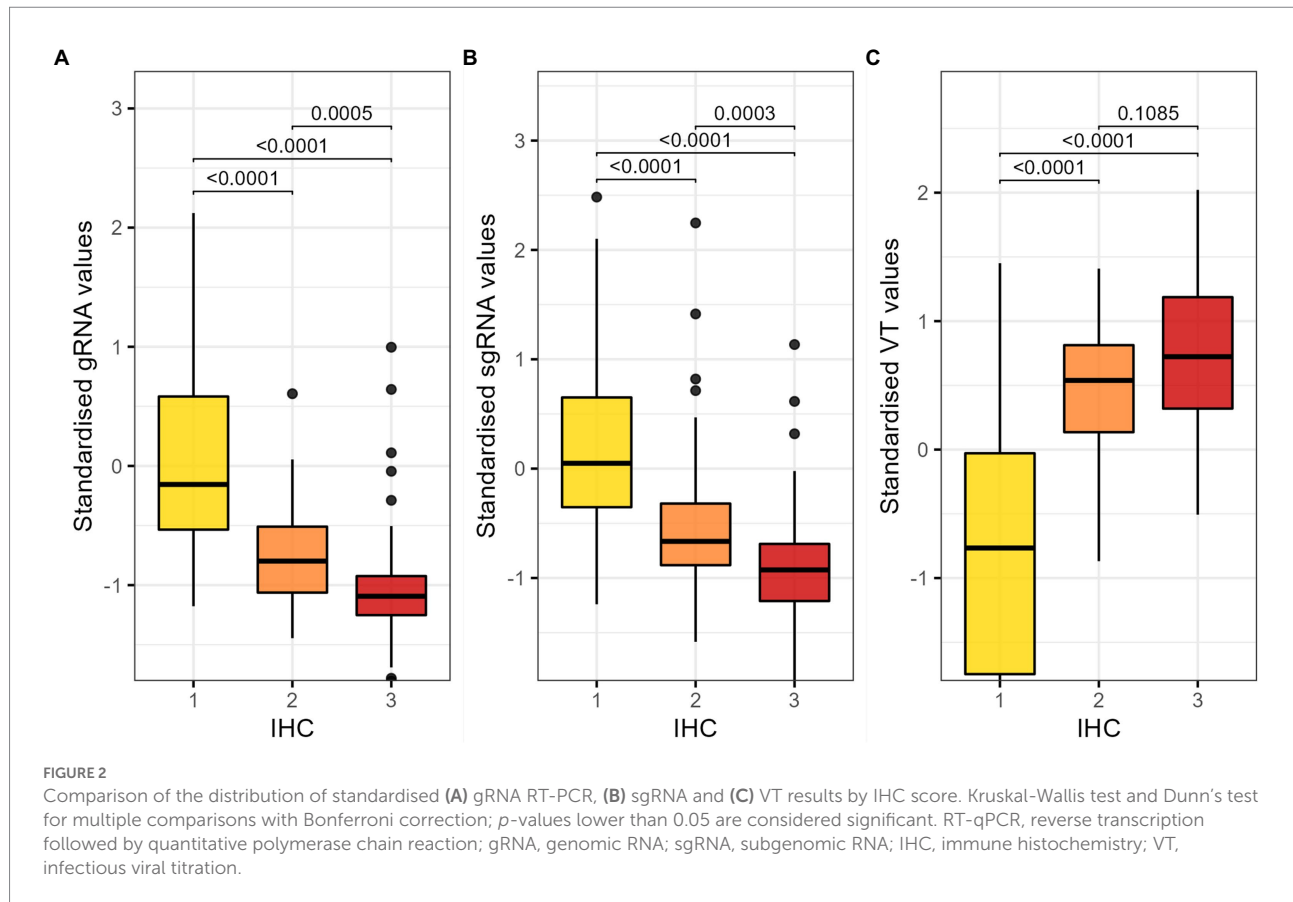 A
Standardised gRNA values
3
2
1
0
-1
0.0005
<0.0001
<0.0001
1 2 3
IHC
B
Standardised sgRNA values
3
2
1
0
-1
0.0003
<0.0001
<0.0001
1 2 3
IHC
C
Standardised VT values
2
1
0
-1
0.1085
<0.0001
<0.0001
1 2 3
IHC
FIGURE 2
Comparison of the distribution of standardised (A) gRNA RT-PCR, (B) sgRNA and (C) VT results by IHC score. Kruskal-Wallis test and Dunn's test
for multiple comparisons with Bonferroni correction; p-values lower than 0.05 are considered significant. RT-qPCR, reverse transcription
followed by quantitative polymerase chain reaction; gRNA, genomic RNA; sgRNA, subgenomic RNA; IHC, immune histochemistry; VT,
infectious viral titration.